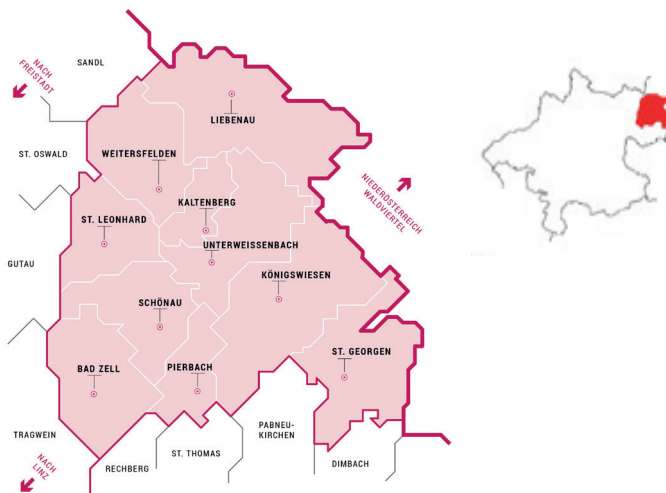 SANDL
NACH
FREISTADT
LIEBENAU
ST. OSWALD
WEITERSFELDEN
KALTENBERG
NIEDERÖSTERREICH
WALDVIERTEL
ST. LEONHARD
UNTERWEISSENBACH
GUTAU
KÖNIGSWIESEN
SCHÖNAU
ST. GEORGEN
BAD ZELL
PIERBACH
TRAGWEIN
PABNEU-
KIRCHEN
ST. THOMAS
NACH
LINZ
RECHBERG
DIMBACH